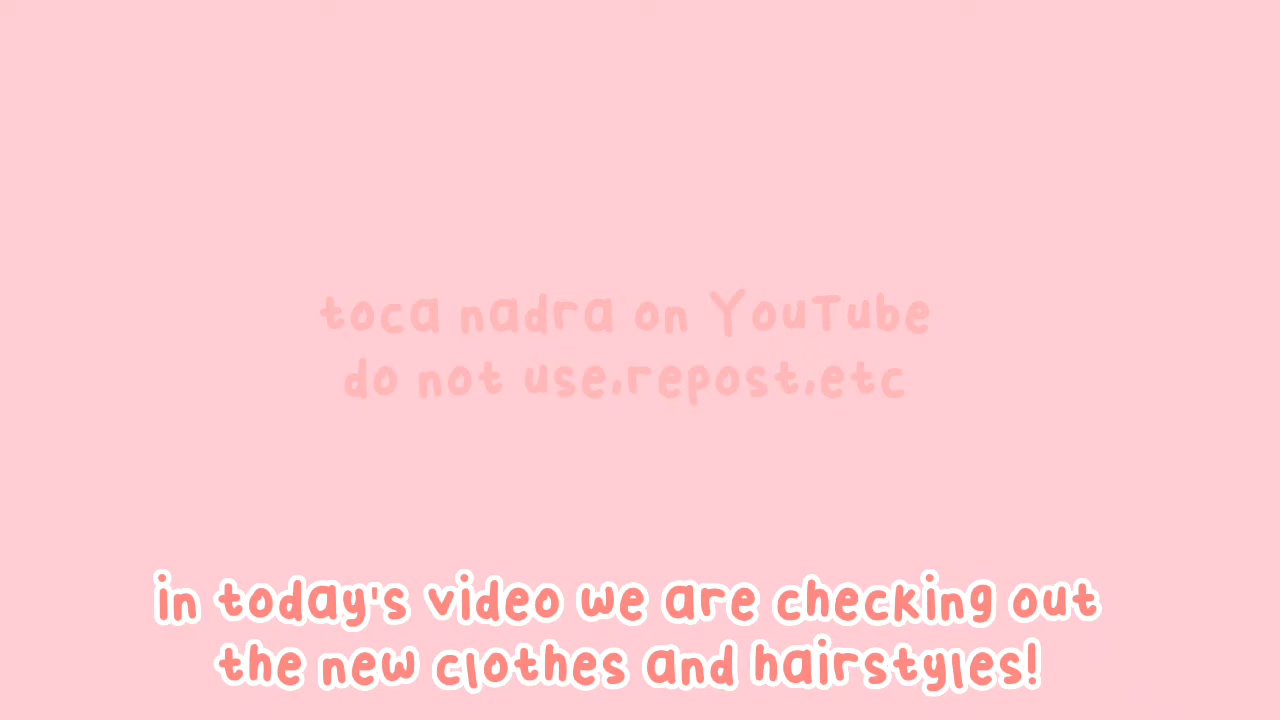 toca nadra on YouTube
do not use.repost.etc
in today's video we are checking out
the new clothes and hairstyles!